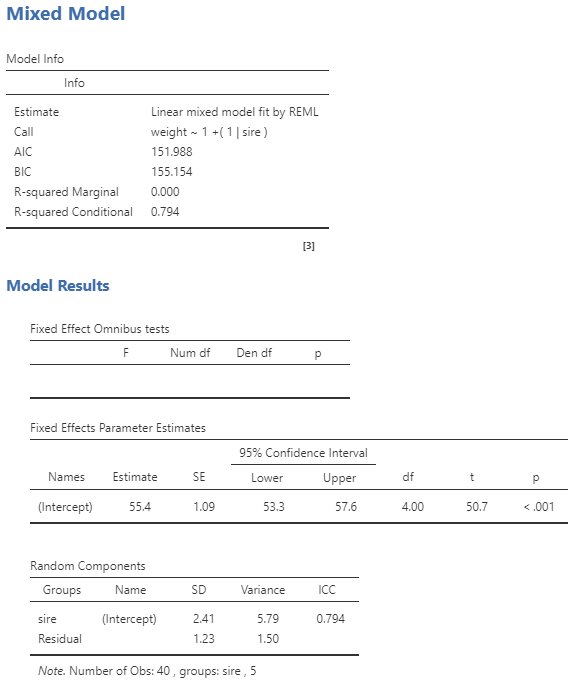 Mixed Model
Model Info
Info
Estimate Linear mixed model fit by REML
Call weight ~ 1 +( 1 | sire )
AIC 151.988
BIC 155.154
R-squared Marginal 0.000
R-squared Conditional 0.794
[3]
Model Results
Fixed Effect Omnibus tests
F Num df Den df p
Fixed Effects Parameter Estimates
95% Confidence Interval
Names Estimate SE Lower Upper df t p
(Intercept) 55.4 1.09 53.3 57.6 4.00 50.7 < .001
Random Components
Groups Name SD Variance ICC
sire (Intercept) 2.41 5.79 0.794
Residual 1.23 1.50
Note. Number of Obs: 40 , groups: sire , 5